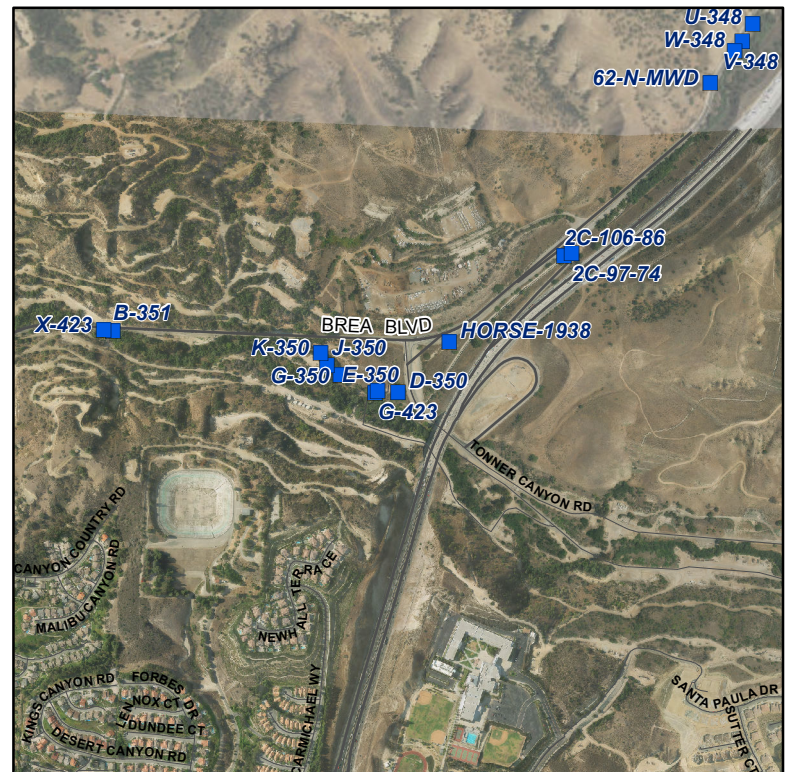 U-348
W-348
V-348
62-N-MWD
2C-106-86
2C-97-74
B-351
X-423
BREA BLVD
HORSE-1938
K-350
J-350
G-350
E-350
D-350
G-423
TONNER CANYON RD
CANYON COUNTRY RD
MALIBU CANYON RD
NEWHALL TERRACE
CARMICHAEL WY
KINGS CANYON RD
FORBES DR
LENNOX CT
DUNDEE CT
DESERT CANYON RD
SANTA PAULA DR
SUTTER CT